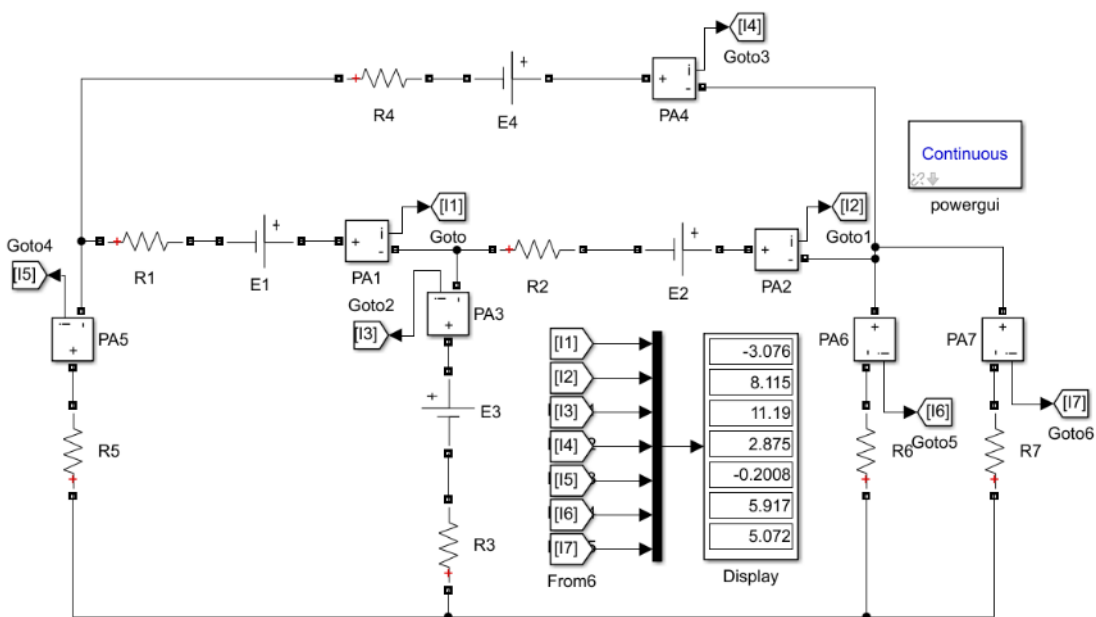 [I4]
Goto3
R4
E4
PA4
Continuous
powergui
[I1]
Goto
[I2]
Goto1
Goto4
[I5]
R1
E1
PA1
R2
E2
PA2
Goto2
[I3]
PA3
PA5
PA6
PA7
E3
R5
R3
[I1]
[I2]
[I3]
[I4]
[I5]
[I6]
[I7]
From6
-3.076
8.115
11.19
2.875
-0.2008
5.917
5.072
Display
[I6]
Goto5
R6
[I7]
Goto6
R7